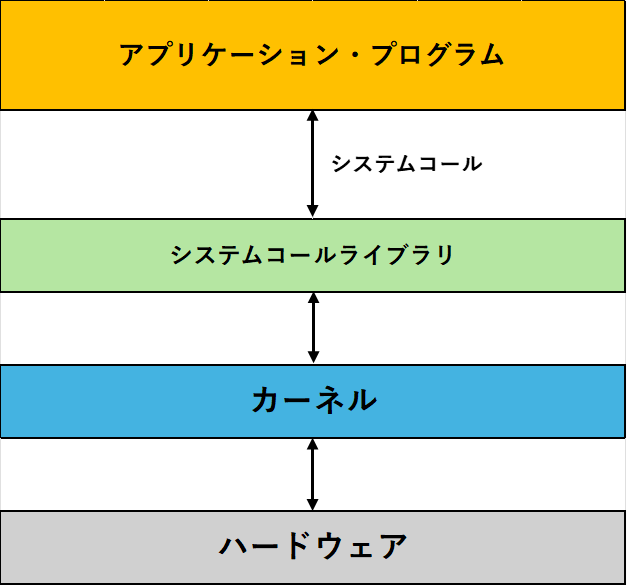 アプリケーション・プログラム
システムコール
システムコールライブラリ
カーネル
ハードウェア